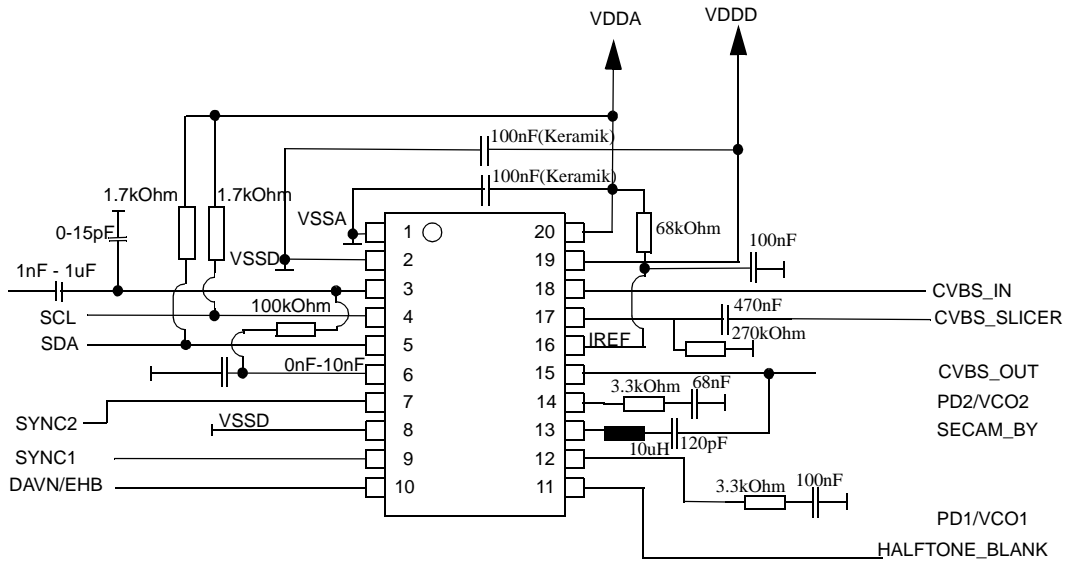 VDDA
VDDD
100nF(Keramik)
100nF(Keramik)
1.7kOhm
1.7kOhm
VSSA
68kOhm
0-15pF
VSSD
100nF
1nF - 1uF
100kOhm
SCL
SDA
0nF-10nF
SYNC2
VSSD
SYNC1
DAVN/EHB
1
2
3
4
5
6
7
8
9
10
20
19
18
17
16
15
14
13
12
11
CVBS_IN
470nF
CVBS_SLICER
270kOhm
IREF
CVBS_OUT
3.3kOhm
68nF
PD2/VCO2
SECAM_BY
10uH
120pF
3.3kOhm
100nF
PD1/VCO1
HALFTONE_BLANK